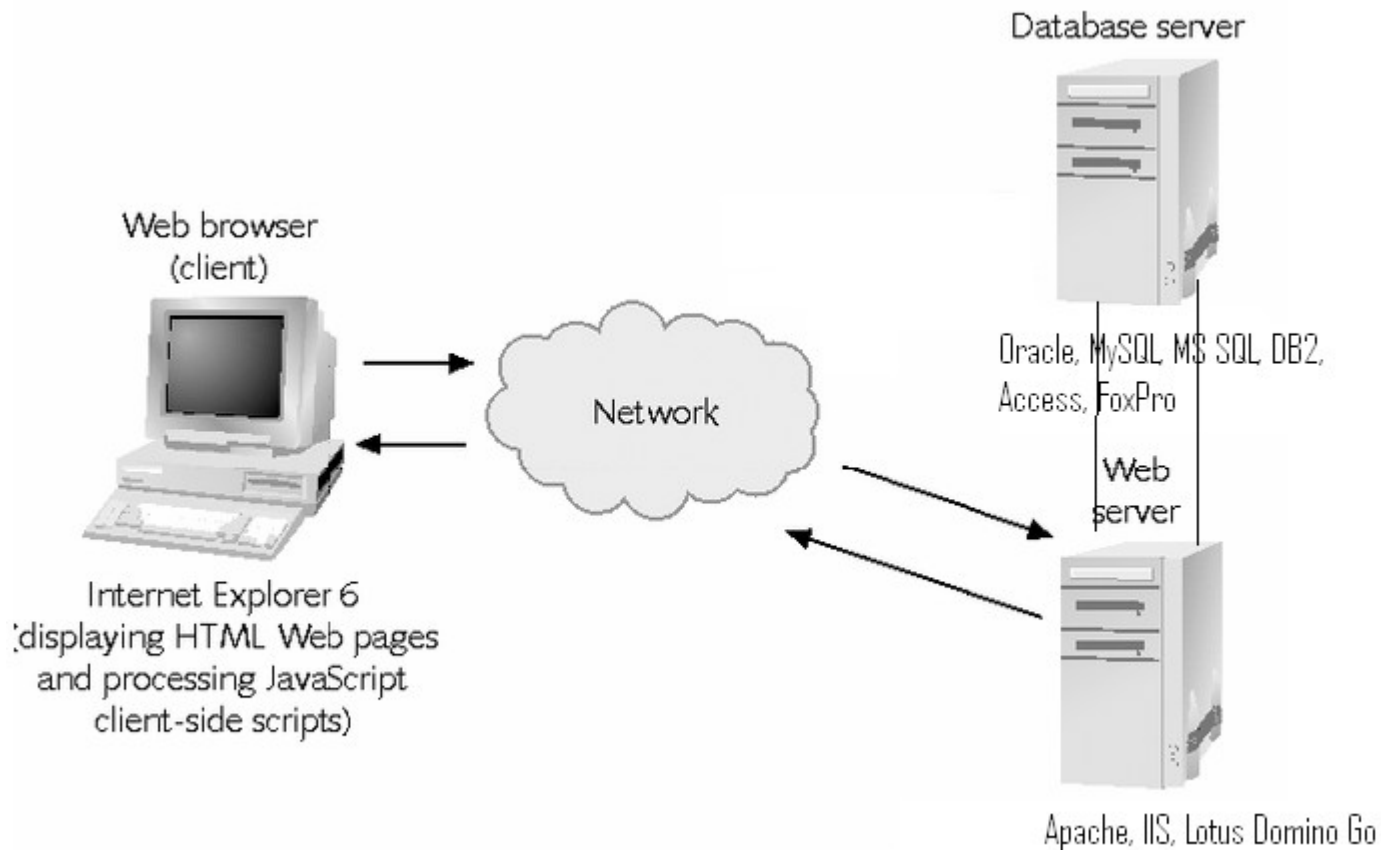 Database server
Web browser
(client)
Oracle, MySQL, MS SQL, DB2,
Access, FoxPro
Network
Web
server
Internet Explorer 6
(displaying HTML Web pages
and processing JavaScript
client-side scripts)
Apache, IIS, Lotus Domino Go